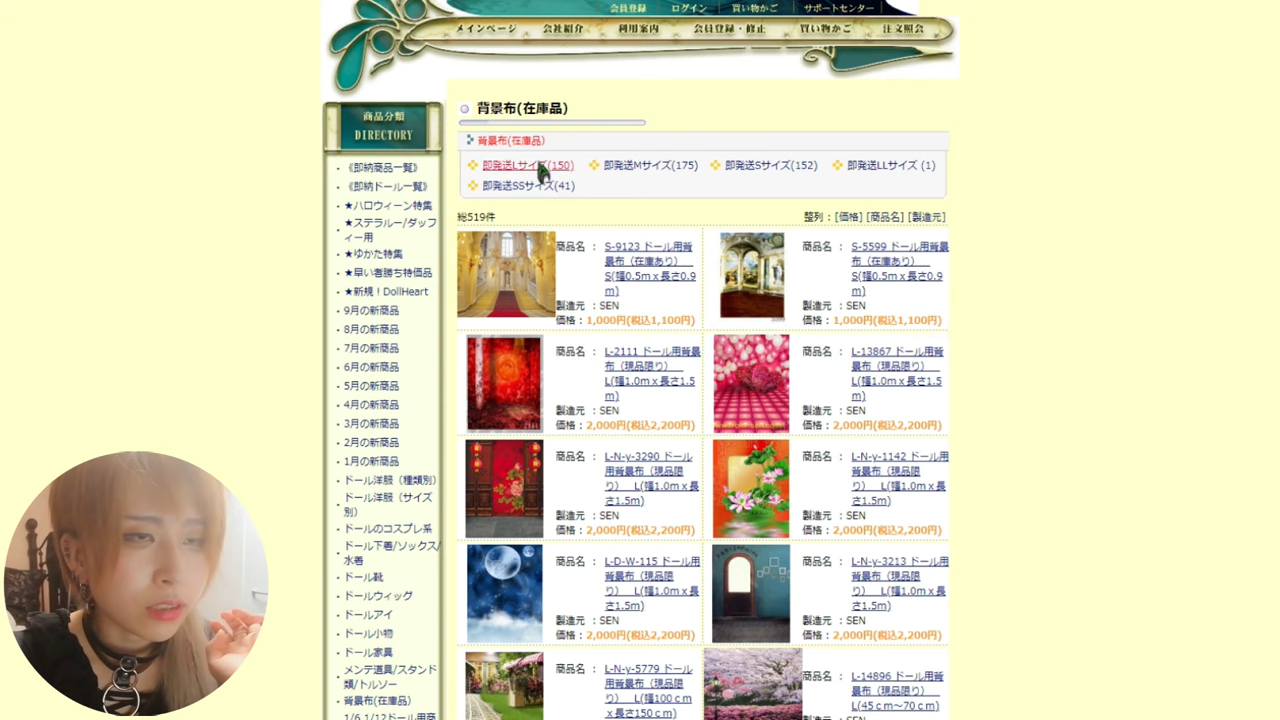 会員登録 ログイン 買い物かご サポートセンター
メインページ 会社紹介 利用案内 会員登録・修正 買い物かご 注文照会
商品分類
DIRECTORY
・《即納商品一覧》
・《即納ドール一覧》
・★ハロウィーン特集
・★ステラルー/ダッフ
ィー用
・★ゆかた特集
・★早い者勝ち特価品
・★新規！DollHeart
・9月の新商品
・8月の新商品
・7月の新商品
・6月の新商品
・5月の新商品
・4月の新商品
・3月の新商品
・2月の新商品
・1月の新商品
・ドール洋服（種類別）
・ドール洋服（サイズ
別）
・ドールのコスプレ系
・ドール下着/ソックス/
水着
・ドール靴
・ドールウィッグ
・ドールアイ
・ドール小物
・ドール家具
・メンテ道具/スタンド
類/トルソー
・背景布(在庫品)
1/6 1/12ドール用商
背景布(在庫品)
背景布(在庫品)
即発送Lサイズ(150) 即発送Mサイズ(175) 即発送Sサイズ(152) 即発送LLサイズ (1)
即発送SSサイズ(41)
総519件 整列 : [価格] [商品名] [製造元]
商品名 ： S-9123 ドール用背
景布（在庫あり）
S(幅0.5m x 長さ0.9
m)
製造元 ：SEN
価格 : 1,000円(税込1,100円)
商品名 ： S-5599 ドール用背
景布（在庫あり）
S(幅0.5m x 長さ0.9
m)
製造元 ：SEN
価格 : 1,000円(税込1,100円)
商品名 ： L-2111 ドール用背景
布（現品限り）
L(幅1.0m x 長さ1.5
m)
製造元 ：SEN
価格 : 2,000円(税込2,200円)
商品名 ： L-13867 ドール用背
景布（現品限り）
L(幅1.0m x 長さ1.5
m)
製造元 ：SEN
価格 : 2,000円(税込2,200円)
商品名 ： L-N-y-3290 ドール
用背景布（現品限
り） L(幅1.0m x 長
さ1.5m)
製造元 ：SEN
価格 : 2,000円(税込2,200円)
商品名 ： L-N-y-1142 ドール用
背景布（現品限
り） L(幅1.0m x 長
さ1.5m)
製造元 ：SEN
価格 : 2,000円(税込2,200円)
商品名 ： L-D-W-115 ドール用
背景布（現品限
り） L(幅1.0m x 長
さ1.5m)
製造元 ：SEN
価格 : 2,000円(税込2,200円)
商品名 ： L-N-y-3213 ドール用
背景布（現品限
り） L(幅1.0m x 長
さ1.5m)
製造元 ：SEN
価格 : 2,000円(税込2,200円)
商品名 ： L-N-y-5779 ドール
用背景布（現品限
り） L(幅100ｃｍ
x 長さ150ｃｍ)
商品名 ： L-14896 ドール用背
景布（現品限り）
L(45ｃｍ～70ｃｍ)
製造元 ：SEN